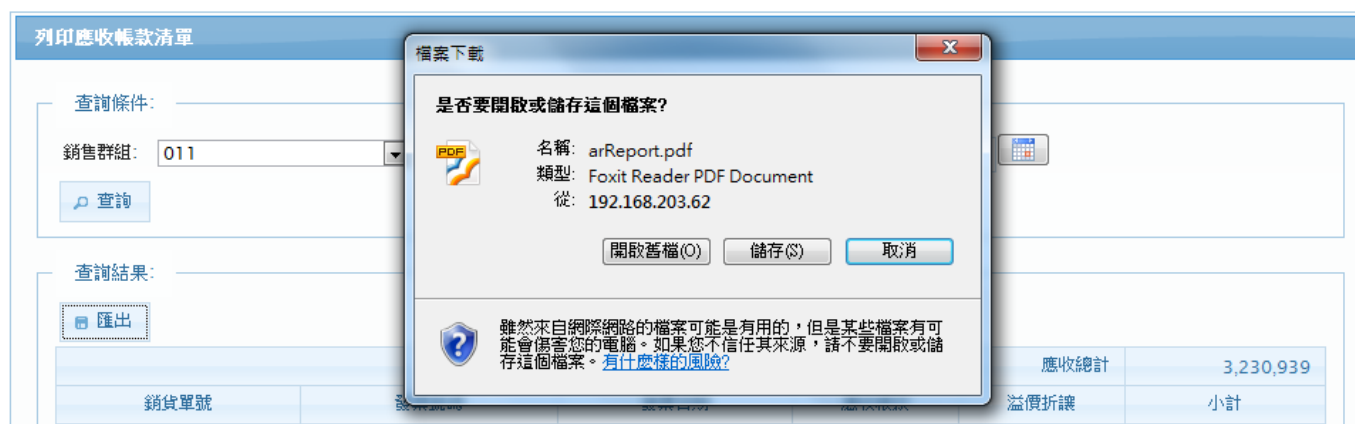 列印應收帳款清單
檔案下載
X
是否要開啟或儲存這個檔案?
查詢條件:
銷售群組: 011
PDF
名稱: arReport.pdf
類型: Foxit Reader PDF Document
從: 192.168.203.62
查詢
開啟舊檔(O) 儲存(S) 取消
查詢結果:
匯出
雖然來自網際網路的檔案可能是有用的，但是某些檔案有可
能會傷害您的電腦。如果您不信任其來源，請不要開啟或儲
存這個檔案。有什麼樣的風險?
應收總計 3,230,939
銷貨單號 溢價折讓 小計